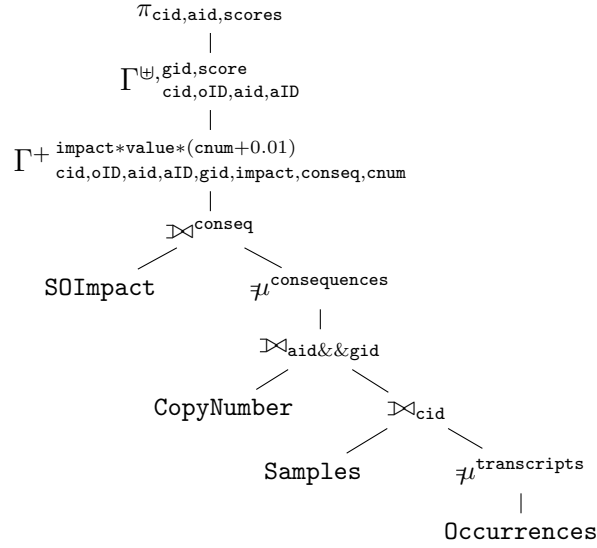 π cid,aid,scores
Γ⊎, gid,score cid,oID,aid,aID
Γ+ impact∗value∗(cnum+0.01) cid,oID,aid,aID,gid,impact,conseq,cnum
⟕ conseq
SOImpact
μ consequences
⟕ aid&&gid
CopyNumber
⟕ cid
Samples
μ transcripts
Occurrences